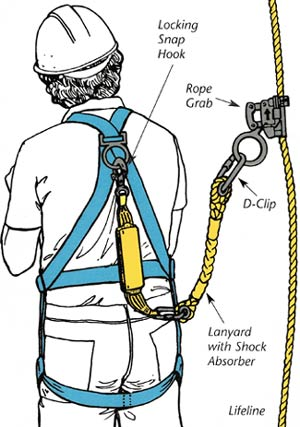 Locking
Snap
Hook
Rope
Grab
D-Clip
Lanyard
with Shock
Absorber
Lifeline